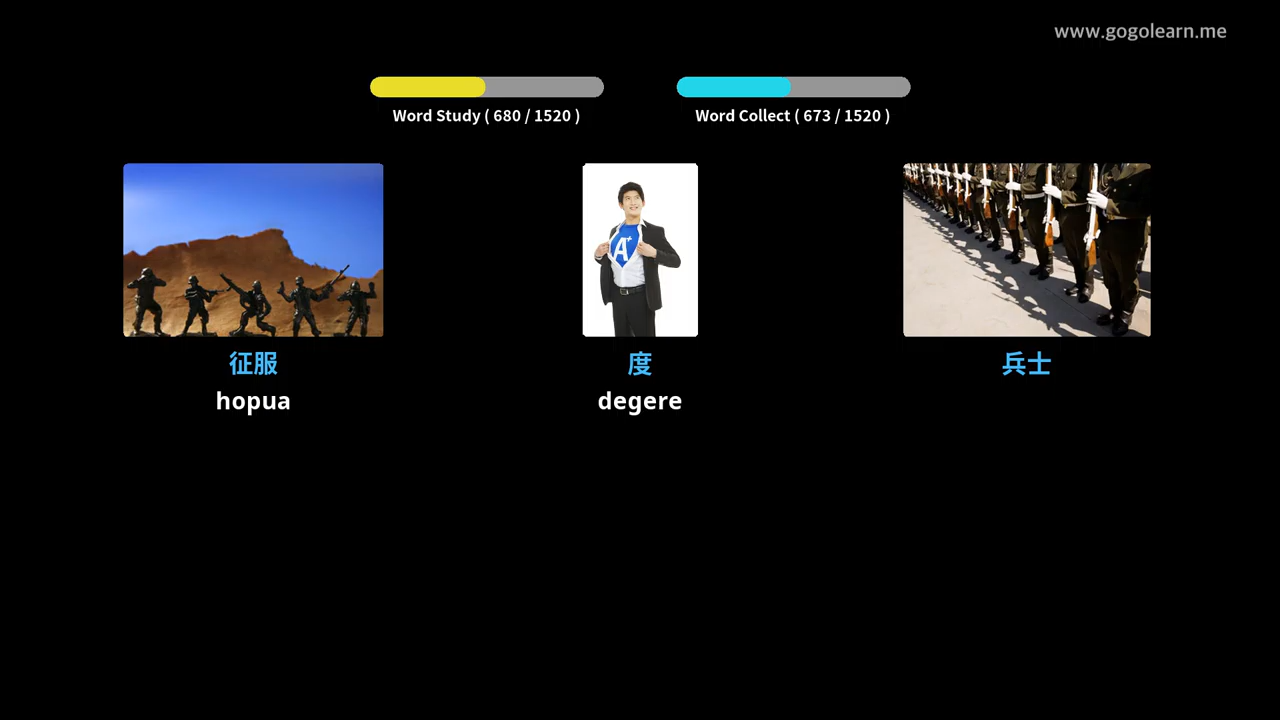 www.gogolearn.me
Word Study ( 680 / 1520 )
Word Collect ( 673 / 1520 )
A+
征服
度
兵士
hopua
degere